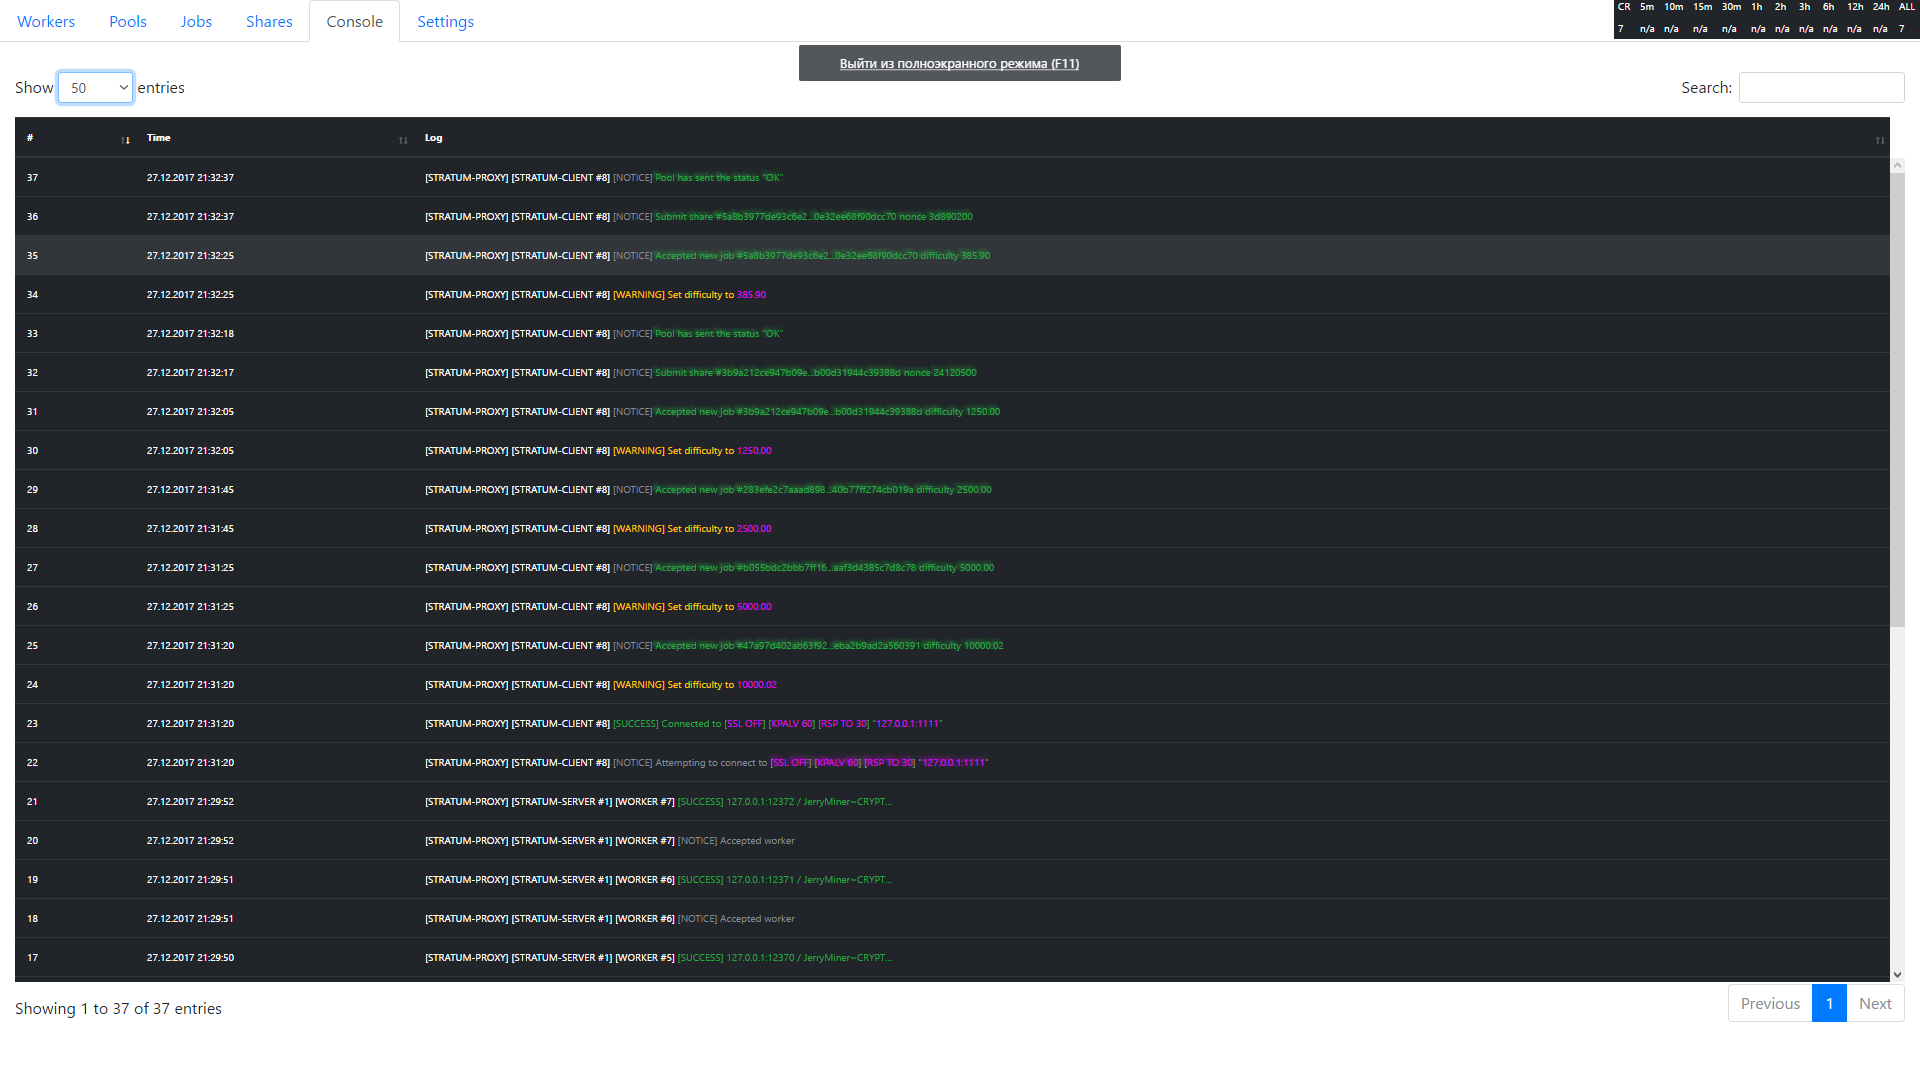 Workers Pools Jobs Shares Console Settings
CR 5m 10m 15m 30m 1h 2h 3h 6h 12h 24h ALL
7 n/a n/a n/a n/a n/a n/a n/a n/a n/a n/a 7
Выйти из полноэкранного режима (F11)
Show 50 entries Search:
# Time Log
37 27.12.2017 21:32:37 [STRATUM-PROXY] [STRATUM-CLIENT #8] [NOTICE] Pool has sent the status "OK"
36 27.12.2017 21:32:37 [STRATUM-PROXY] [STRATUM-CLIENT #8] [NOTICE] Submit share #5a8b3977de93c6e2...0e32ee68f90dcc70 nonce 3d890200
35 27.12.2017 21:32:25 [STRATUM-PROXY] [STRATUM-CLIENT #8] [NOTICE] Accepted new job #5a8b3977de93c6e2...0e32ee68f90dcc70 difficulty 385.90
34 27.12.2017 21:32:25 [STRATUM-PROXY] [STRATUM-CLIENT #8] [WARNING] Set difficulty to 385.90
33 27.12.2017 21:32:18 [STRATUM-PROXY] [STRATUM-CLIENT #8] [NOTICE] Pool has sent the status "OK"
32 27.12.2017 21:32:17 [STRATUM-PROXY] [STRATUM-CLIENT #8] [NOTICE] Submit share #3b9a212ce947b09e...b00d31944c39388d nonce 24120500
31 27.12.2017 21:32:05 [STRATUM-PROXY] [STRATUM-CLIENT #8] [NOTICE] Accepted new job #3b9a212ce947b09e...b00d31944c39388d difficulty 1250.00
30 27.12.2017 21:32:05 [STRATUM-PROXY] [STRATUM-CLIENT #8] [WARNING] Set difficulty to 1250.00
29 27.12.2017 21:31:45 [STRATUM-PROXY] [STRATUM-CLIENT #8] [NOTICE] Accepted new job #283efe2c7aaad898...40b77ff274cb019a difficulty 2500.00
28 27.12.2017 21:31:45 [STRATUM-PROXY] [STRATUM-CLIENT #8] [WARNING] Set difficulty to 2500.00
27 27.12.2017 21:31:25 [STRATUM-PROXY] [STRATUM-CLIENT #8] [NOTICE] Accepted new job #b055bdc2bbb7ff16...aaf3d4385c7d8c78 difficulty 5000.00
26 27.12.2017 21:31:25 [STRATUM-PROXY] [STRATUM-CLIENT #8] [WARNING] Set difficulty to 5000.00
25 27.12.2017 21:31:20 [STRATUM-PROXY] [STRATUM-CLIENT #8] [NOTICE] Accepted new job #47a97d402ab63f92...eba2b9ad2a560391 difficulty 10000.02
24 27.12.2017 21:31:20 [STRATUM-PROXY] [STRATUM-CLIENT #8] [WARNING] Set difficulty to 10000.02
23 27.12.2017 21:31:20 [STRATUM-PROXY] [STRATUM-CLIENT #8] [SUCCESS] Connected to [SSL OFF] [KPALV 60] [RSP TO 30] "127.0.0.1:1111"
22 27.12.2017 21:31:20 [STRATUM-PROXY] [STRATUM-CLIENT #8] [NOTICE] Attempting to connect to [SSL OFF] [KPALV 60] [RSP TO 30] "127.0.0.1:1111"
21 27.12.2017 21:29:52 [STRATUM-PROXY] [STRATUM-SERVER #1] [WORKER #7] [SUCCESS] 127.0.0.1:12372 / JerryMiner~CRYPT...
20 27.12.2017 21:29:52 [STRATUM-PROXY] [STRATUM-SERVER #1] [WORKER #7] [NOTICE] Accepted worker
19 27.12.2017 21:29:51 [STRATUM-PROXY] [STRATUM-SERVER #1] [WORKER #6] [SUCCESS] 127.0.0.1:12371 / JerryMiner~CRYPT...
18 27.12.2017 21:29:51 [STRATUM-PROXY] [STRATUM-SERVER #1] [WORKER #6] [NOTICE] Accepted worker
17 27.12.2017 21:29:50 [STRATUM-PROXY] [STRATUM-SERVER #1] [WORKER #5] [SUCCESS] 127.0.0.1:12370 / JerryMiner~CRYPT...
Showing 1 to 37 of 37 entries Previous 1 Next